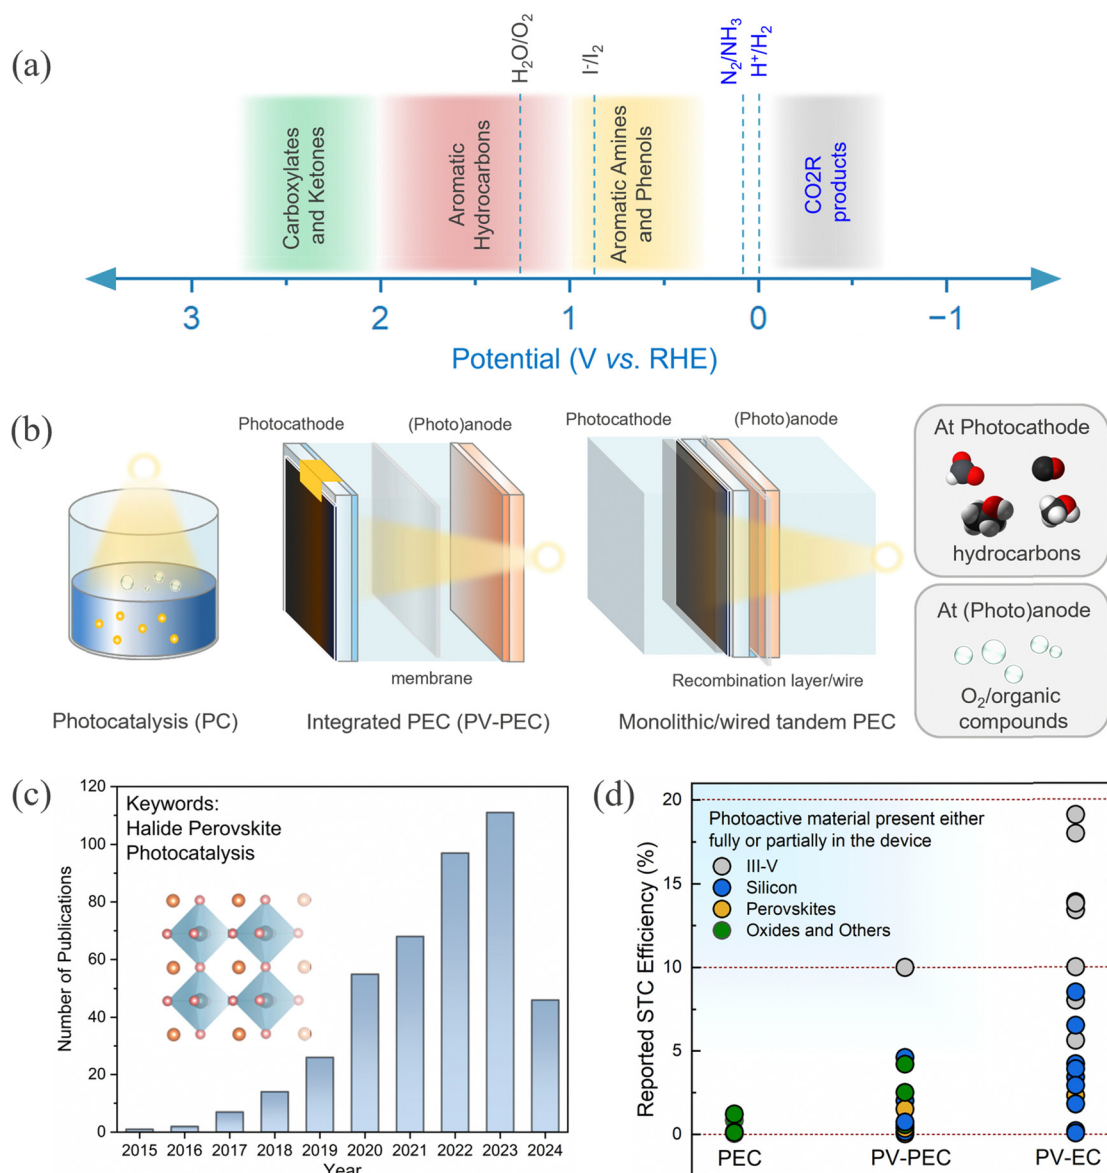 (a)
H₂O/O₂
I⁻/I₂
N₂/NH₃
H⁺/H₂
Carboxylates
and Ketones
Aromatic
Hydrocarbons
Aromatic Amines
and Phenols
CO2R
products
3
2
1
0
−1
Potential (V vs. RHE)
(b)
Photocathode
(Photo)anode
Photocathode
(Photo)anode
At Photocathode
hydrocarbons
At (Photo)anode
O₂/organic
compounds
membrane
Recombination layer/wire
Photocatalysis (PC)
Integrated PEC (PV-PEC)
Monolithic/wired tandem PEC
(c)
Number of Publications
120
100
80
60
40
20
0
Keywords:
Halide Perovskite
Photocatalysis
2015
2016
2017
2018
2019
2020
2021
2022
2023
2024
Year
(d)
Reported STC Efficiency (%)
20
15
10
5
0
Photoactive material present either
fully or partially in the device
III-V
Silicon
Perovskites
Oxides and Others
PEC
PV-PEC
PV-EC